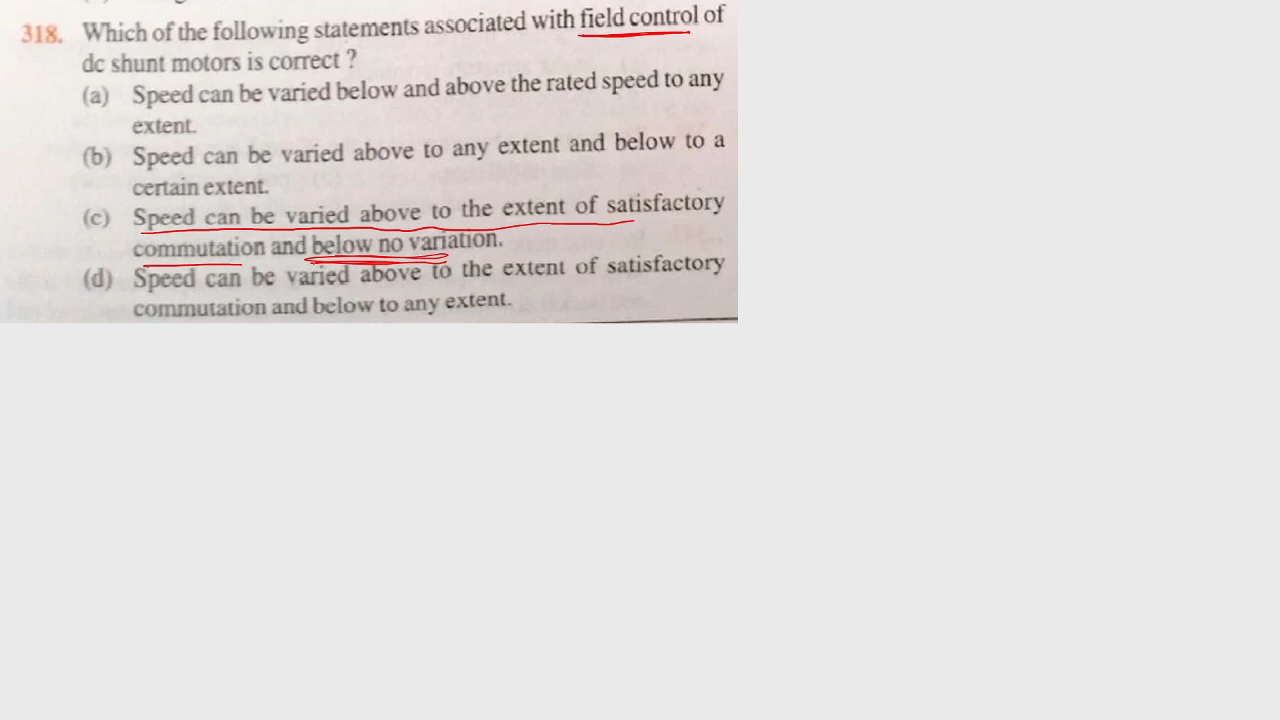 318. Which of the following statements associated with field control of
dc shunt motors is correct ?
(a) Speed can be varied below and above the rated speed to any
extent.
(b) Speed can be varied above to any extent and below to a
certain extent.
(c) Speed can be varied above to the extent of satisfactory
commutation and below no variation.
(d) Speed can be varied above to the extent of satisfactory
commutation and below to any extent.